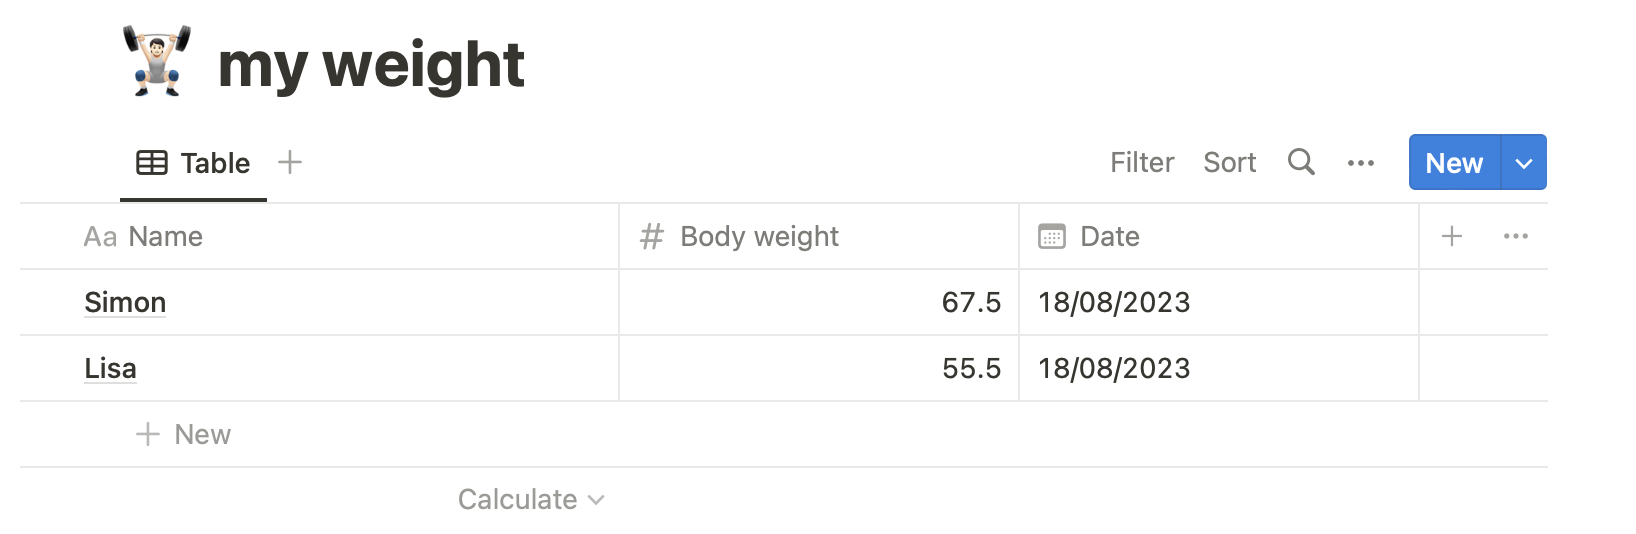 my weight
Table
Filter Sort New
Aa Name # Body weight Date
Simon 67.5 18/08/2023
Lisa 55.5 18/08/2023
+ New
Calculate